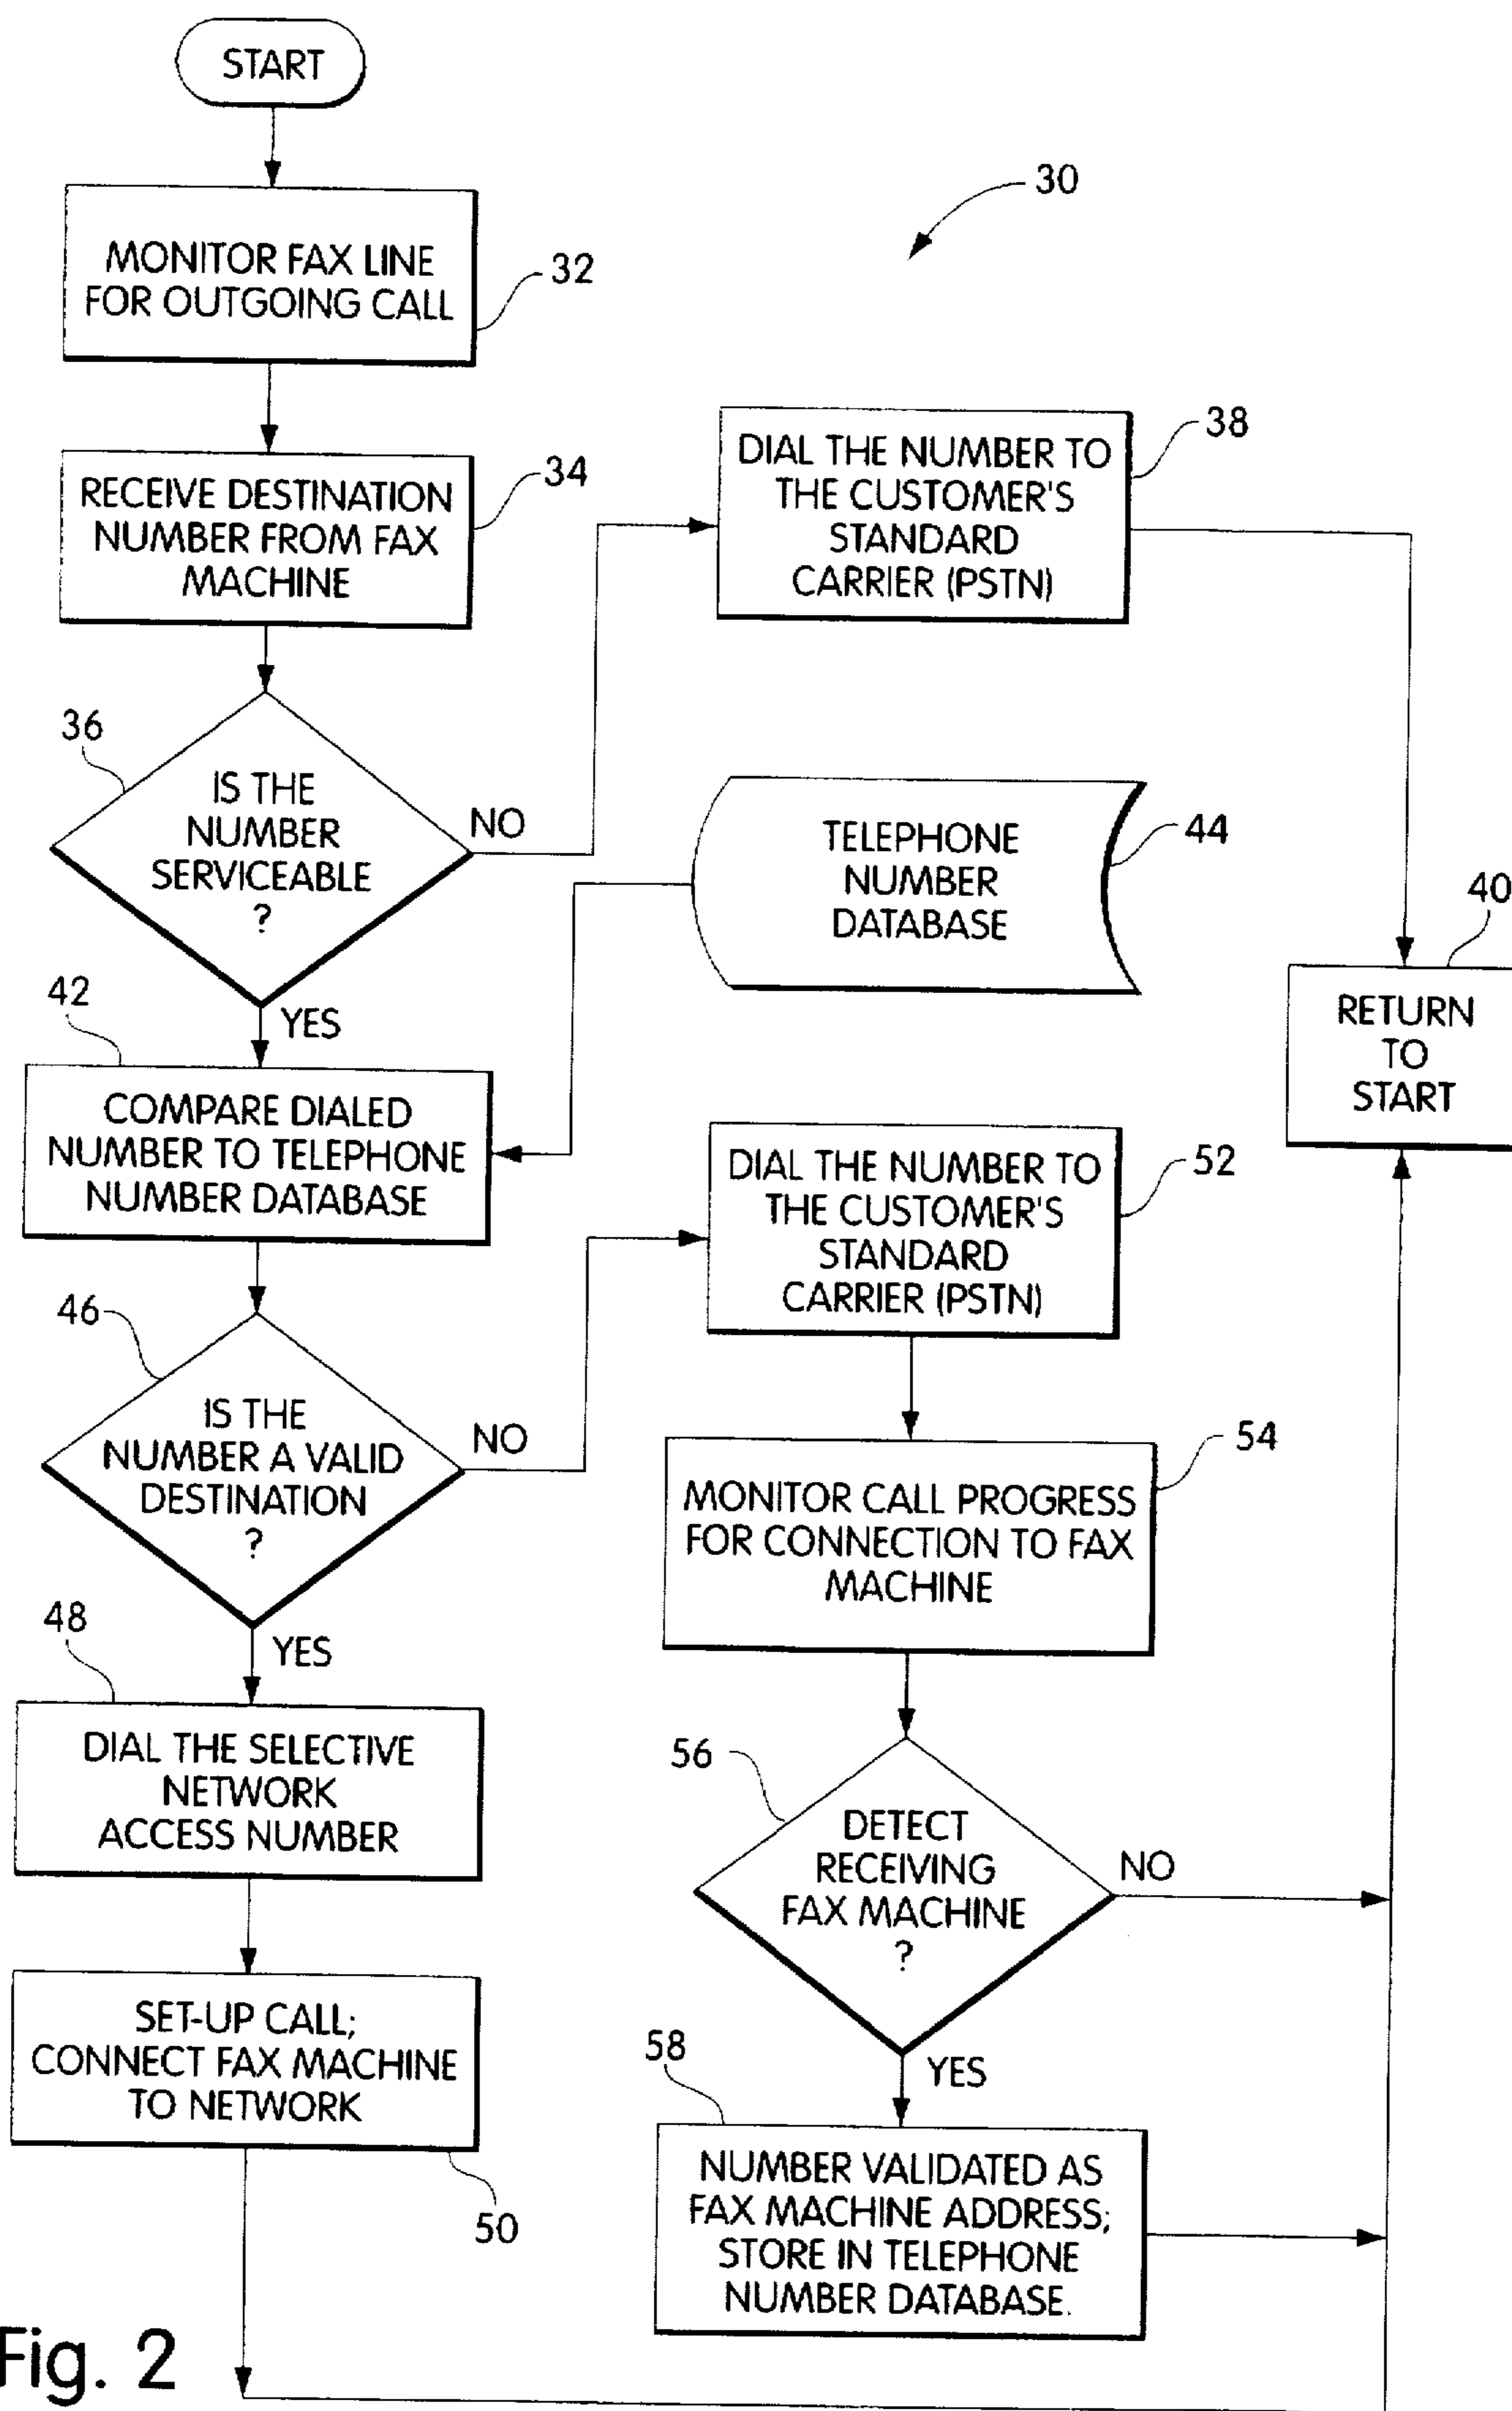 START
30
MONITOR FAX LINE
FOR OUTGOING CALL
32
RECEIVE DESTINATION
NUMBER FROM FAX
MACHINE
34
DIAL THE NUMBER TO
THE CUSTOMER'S
STANDARD
CARRIER (PSTN)
38
36
IS THE
NUMBER
SERVICEABLE
?
NO
YES
TELEPHONE
NUMBER
DATABASE
44
40
RETURN
TO
START
42
COMPARE DIALED
NUMBER TO TELEPHONE
NUMBER DATABASE
DIAL THE NUMBER TO
THE CUSTOMER'S
STANDARD
CARRIER (PSTN)
52
46
IS THE
NUMBER A VALID
DESTINATION
?
NO
YES
MONITOR CALL PROGRESS
FOR CONNECTION TO FAX
MACHINE
54
48
DIAL THE SELECTIVE
NETWORK
ACCESS NUMBER
56
DETECT
RECEIVING
FAX MACHINE
?
NO
YES
SET-UP CALL;
CONNECT FAX MACHINE
TO NETWORK
50
58
NUMBER VALIDATED AS
FAX MACHINE ADDRESS;
STORE IN TELEPHONE
NUMBER DATABASE.
Fig. 2